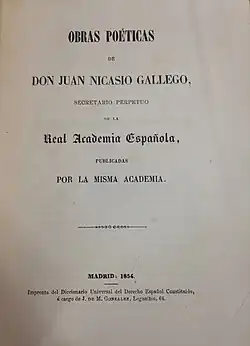 OBRAS POÉTICAS
DE
DON JUAN NICASIO GALLEGO,
SECRETARIO PERPETUO
DE LA
Real Academia Española,
PUBLICADAS
POR LA MISMA ACADEMIA.
MADRID: 1854.
Imprenta del Diccionario Universal del Derecho Español Constituido,
á cargo de J. DE M. GONZALEZ, Leganitos, 64.